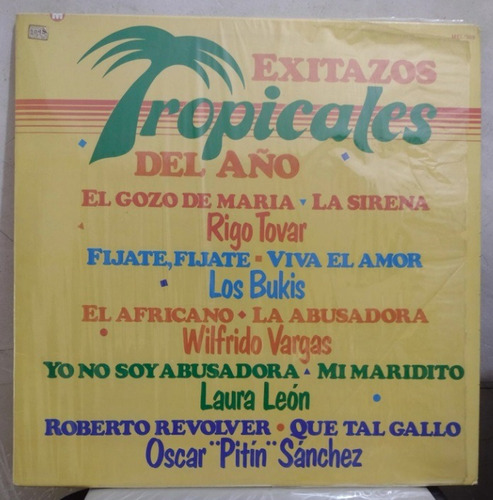 EXITAZOS
Tropicales
DEL AÑO
EL GOZO DE MARIA • LA SIRENA
Rigo Tovar
FIJATE, FIJATE ▪ VIVA EL AMOR
Los Bukis
EL AFRICANO • LA ABUSADORA
Wilfrido Vargas
YO NO SOY ABUSADORA • MI MARIDITO
Laura León
ROBERTO REVOLVER • QUE TAL GALLO
Oscar "Pitín" Sánchez